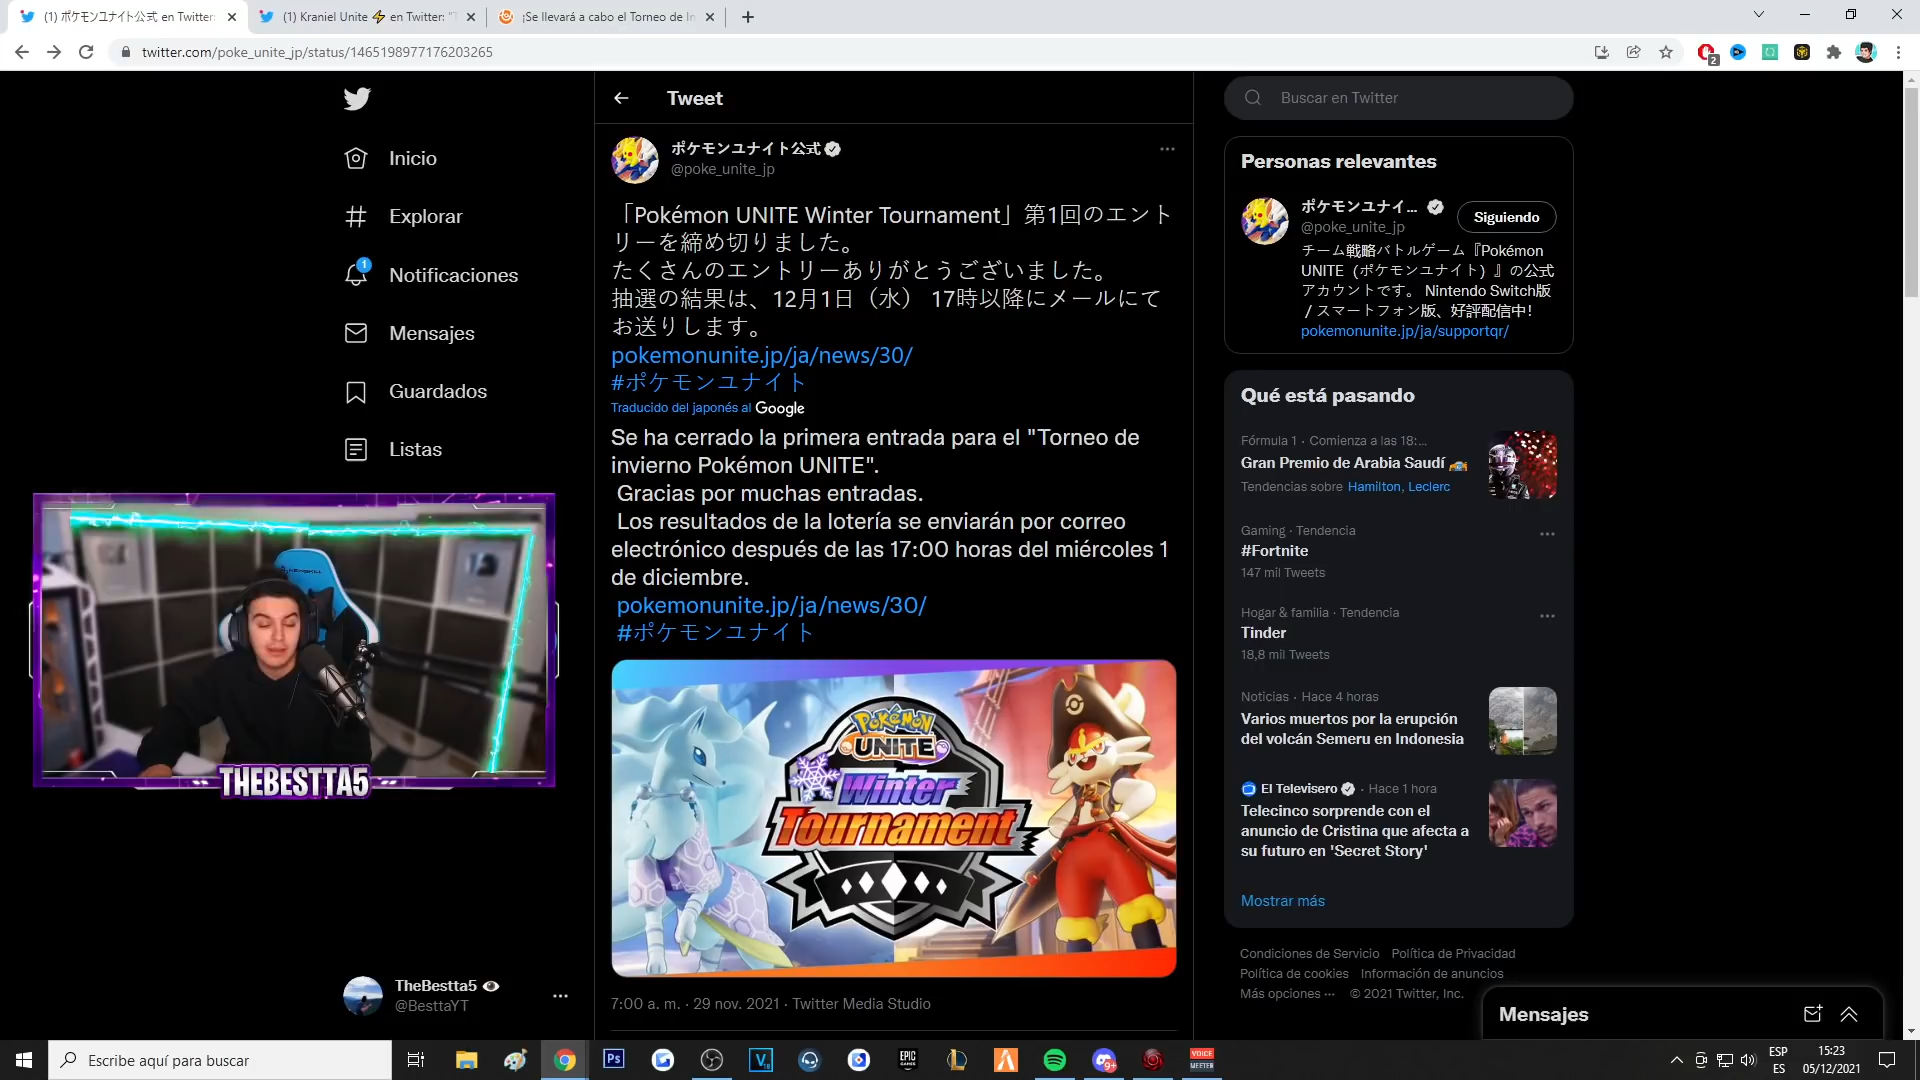 (1) ポケモンユナイト公式 en Twitter:
(1) Kraniel Unite ⚡ en Twitter: "T
¡Se llevará a cabo el Torneo de In
twitter.com/poke_unite_jp/status/1465198977176203265
2
Inicio
Explorar
1
Notificaciones
Mensajes
Guardados
Listas
THEBESTTA5
TheBestta5 👁
@BesttaYT
Tweet
ポケモンユナイト公式
@poke_unite_jp
「Pokémon UNITE Winter Tournament」第1回のエント
リーを締め切りました。
たくさんのエントリーありがとうございました。
抽選の結果は、12月1日（水） 17時以降にメールにて
お送りします。
pokemonunite.jp/ja/news/30/
#ポケモンユナイト
Traducido del japonés al Google
Se ha cerrado la primera entrada para el "Torneo de
invierno Pokémon UNITE".
Gracias por muchas entradas.
Los resultados de la lotería se enviarán por correo
electrónico después de las 17:00 horas del miércoles 1
de diciembre.
pokemonunite.jp/ja/news/30/
#ポケモンユナイト
POKÉMON
UNITE
Winter
Tournament
7:00 a. m. · 29 nov. 2021 · Twitter Media Studio
Buscar en Twitter
Personas relevantes
ポケモンユナイ...
@poke_unite_jp
Siguiendo
チーム戦略バトルゲーム『Pokémon
UNITE（ポケモンユナイト）』の公式
アカウントです。 Nintendo Switch版
/ スマートフォン版、好評配信中!
pokemonunite.jp/ja/supportqr/
Qué está pasando
Fórmula 1 · Comienza a las 18:...
Gran Premio de Arabia Saudí
Tendencias sobre Hamilton, Leclerc
Gaming · Tendencia
#Fortnite
147 mil Tweets
Hogar & familia · Tendencia
Tinder
18,8 mil Tweets
Noticias · Hace 4 horas
Varios muertos por la erupción
del volcán Semeru en Indonesia
El Televisero · Hace 1 hora
Telecinco sorprende con el
anuncio de Cristina que afecta a
su futuro en 'Secret Story'
Mostrar más
Condiciones de Servicio Política de Privacidad
Política de cookies Información de anuncios
Más opciones ··· © 2021 Twitter, Inc.
Mensajes
Escribe aquí para buscar
Ps
EPIC
GAMES
9+
VOICE
MEETER
ESP
ES
15:23
05/12/2021